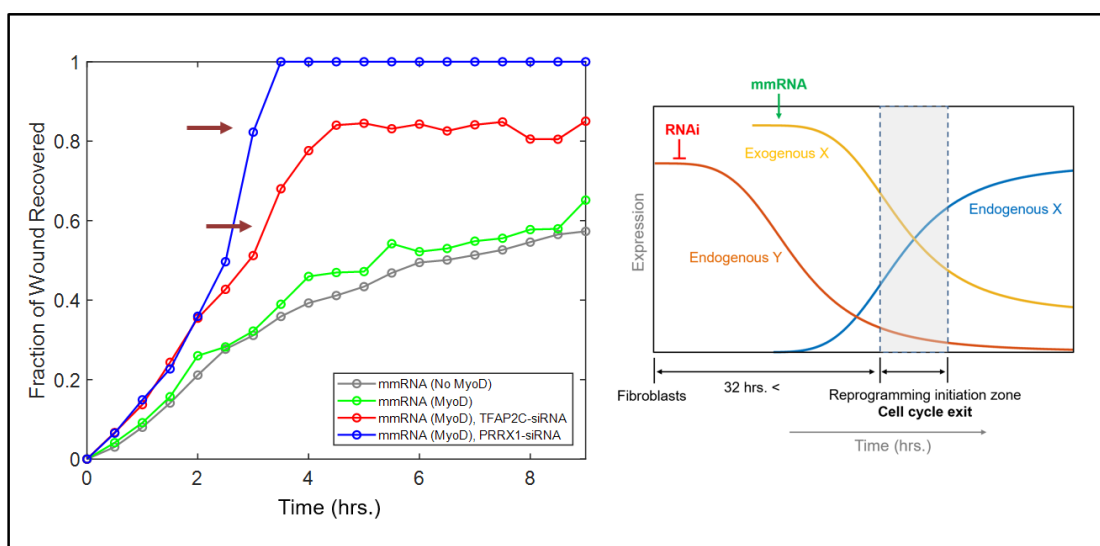 1
0.8
0.6
0.4
0.2
0
0
2
4
6
8
Fraction of Wound Recovered
Time (hrs.)
mmRNA (No MyoD)
mmRNA (MyoD)
mmRNA (MyoD), TFAP2C-siRNA
mmRNA (MyoD), PRRX1-siRNA
mmRNA
RNAi
Exogenous X
Endogenous X
Endogenous Y
Expression
32 hrs. <
Fibroblasts
Reprogramming initiation zone
Cell cycle exit
Time (hrs.)